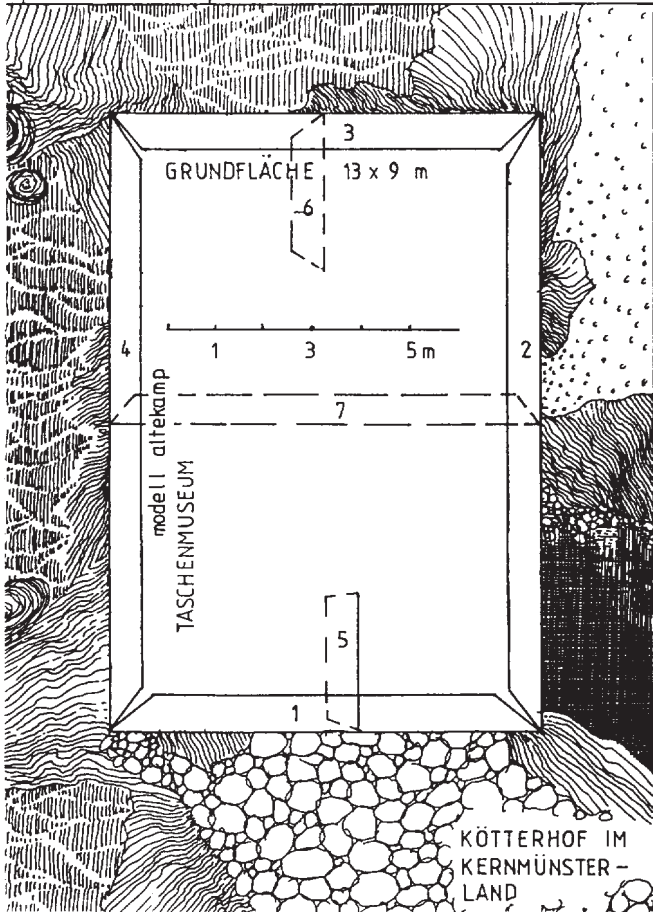 3
GRUNDFLÄCHE 13 x 9 m
6
1 3 5 m
4
2
7
modell altekamp
TASCHENMUSEUM
5
1
KÖTTERHOF IM
KERNMÜNSTER-
LAND